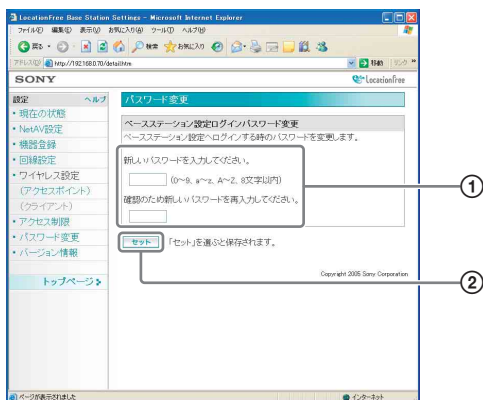 LocationFree Base Station Settings - Microsoft Internet Explorer
ファイル(F) 編集(E) 表示(V) お気に入り(A) ツール(T) ヘルプ(H)
戻る 検索 お気に入り
アドレス(D) http://192.168.0.70/detail.htm 移動 リンク
SONY LocationFree
設定 ヘルプ
・現在の状態
・NetAV設定
・機器登録
・回線設定
・ワイヤレス設定
(アクセスポイント)
(クライアント)
・アクセス制限
・パスワード変更
・バージョン情報
トップページ
パスワード変更
ベースステーション設定ログインパスワード変更
ベースステーション設定へログインする時のパスワードを変更します。
新しいパスワードを入力してください。
(0～9、a～z、A～Z、8文字以内)
確認のため新しいパスワードを再入力してください。
セット 「セット」を選ぶと保存されます。
Copyright 2005 Sony Corporation
ページが表示されました インターネット
①
②